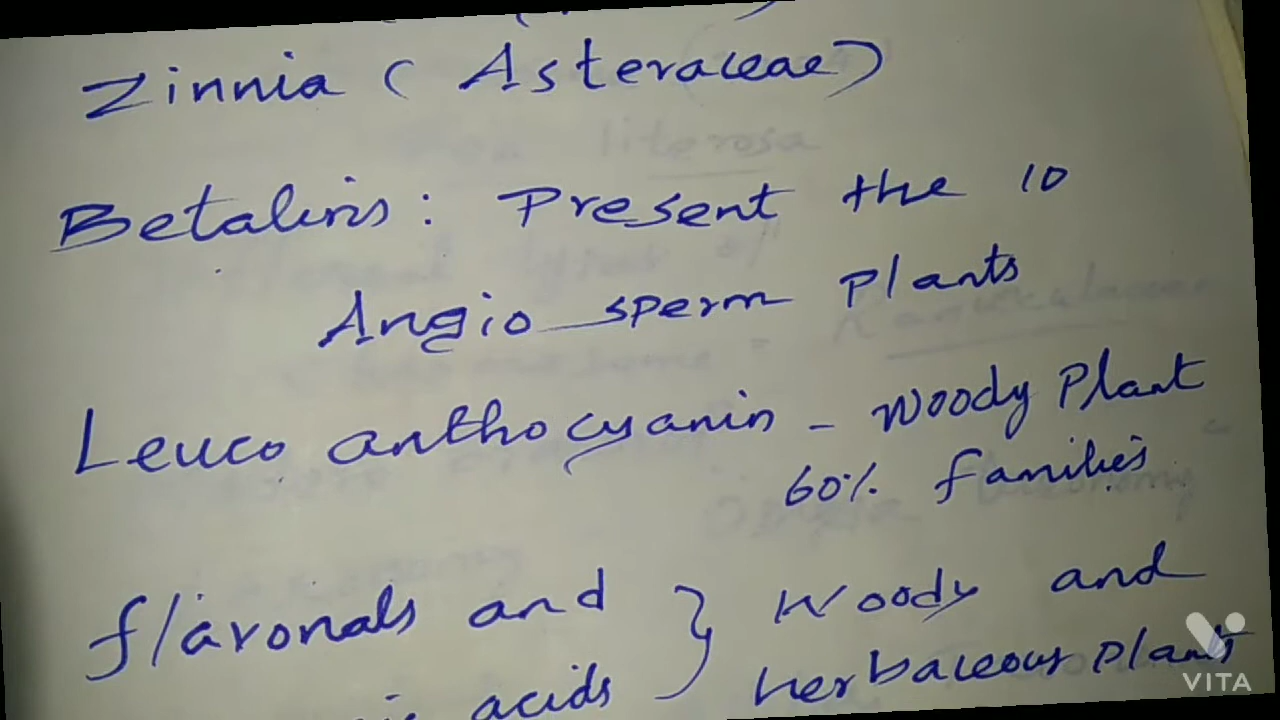 Zinnia ( Asteraceae)
Betalins : Present the 10
Angio sperm Plants
Leuco anthocyanin - Woody Plant
60% families
flavonals and } Woody and
acids herbaceous plants
VITA